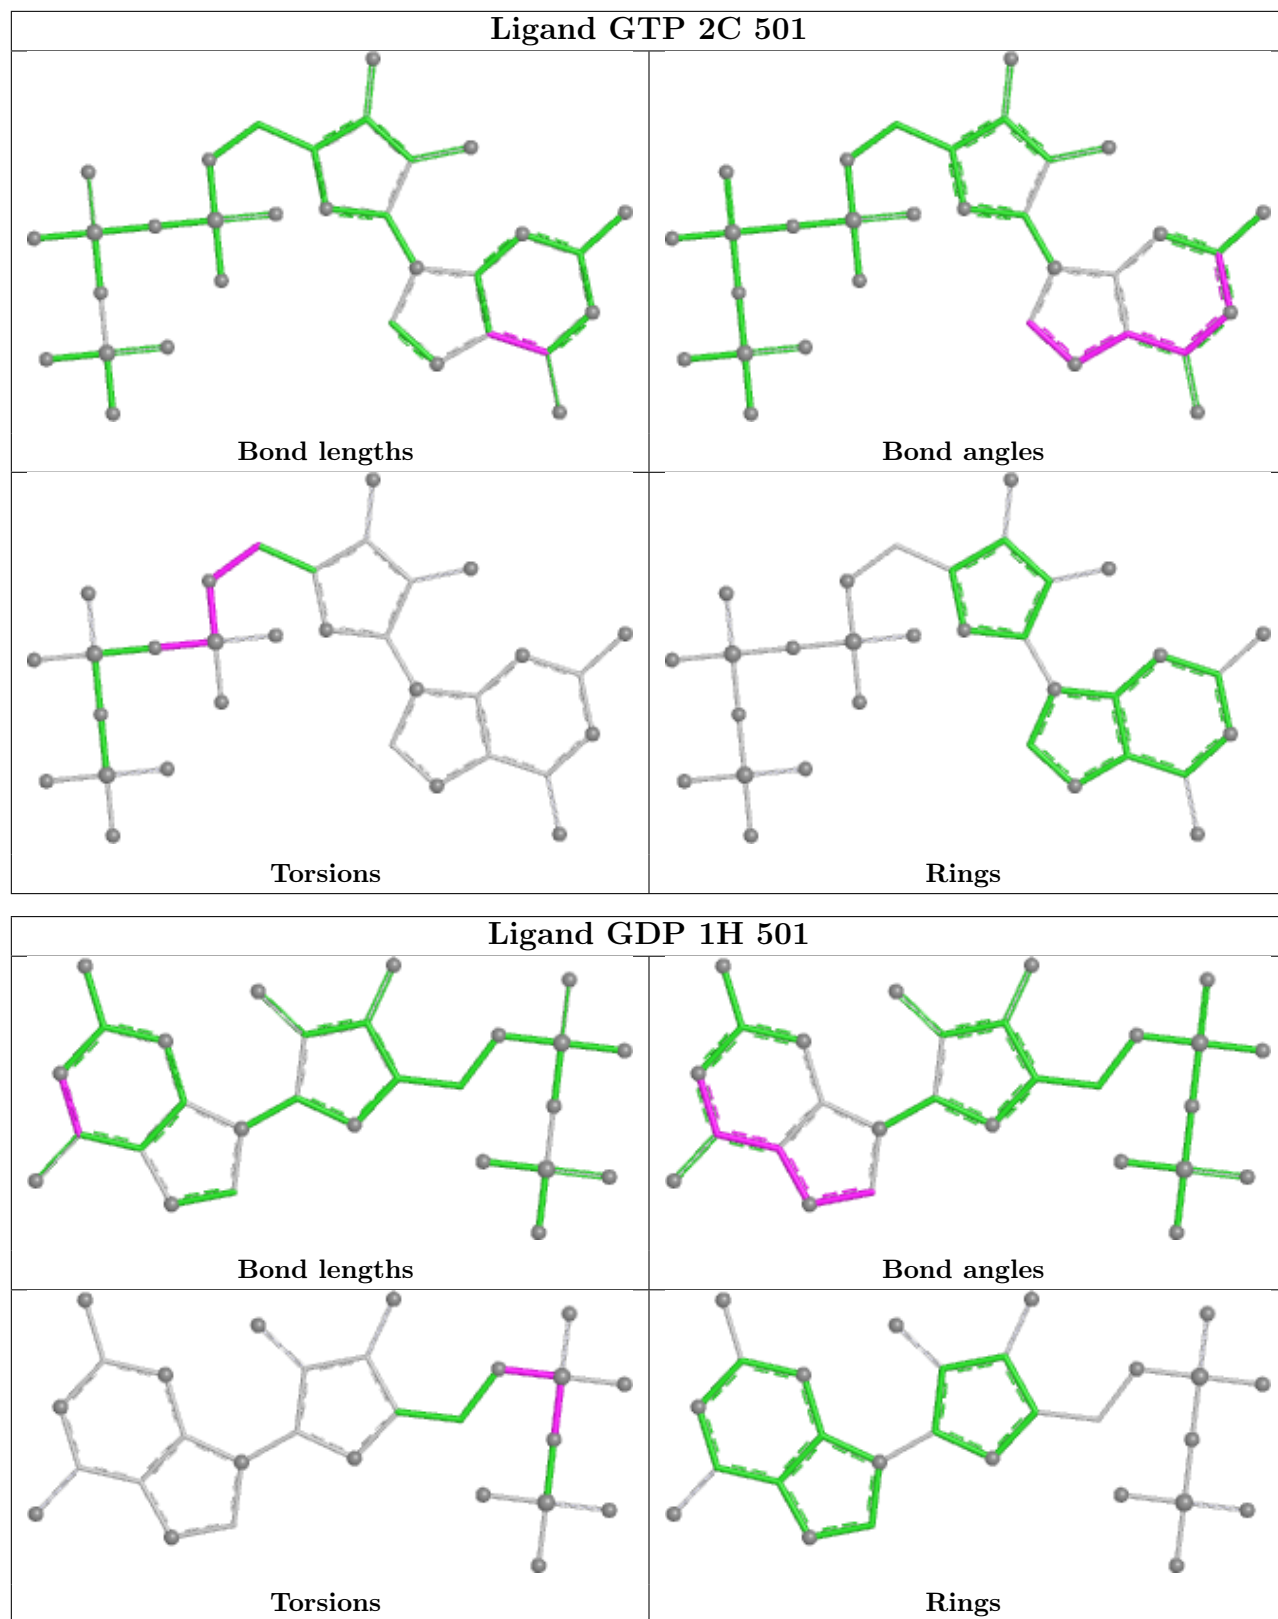 Ligand GTP 2C 501
Bond lengths
Bond angles
Torsions
Rings
Ligand GDP 1H 501
Bond lengths
Bond angles
Torsions
Rings